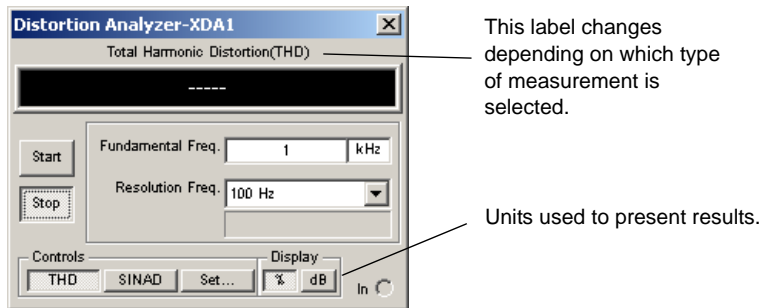 Distortion Analyzer-XDA1
Total Harmonic Distortion(THD)
-----
Start
Stop
Fundamental Freq. 1 kHz
Resolution Freq. 100 Hz
Controls
THD SINAD Set...
Display
% dB
In
This label changes
depending on which type
of measurement is
selected.
Units used to present results.